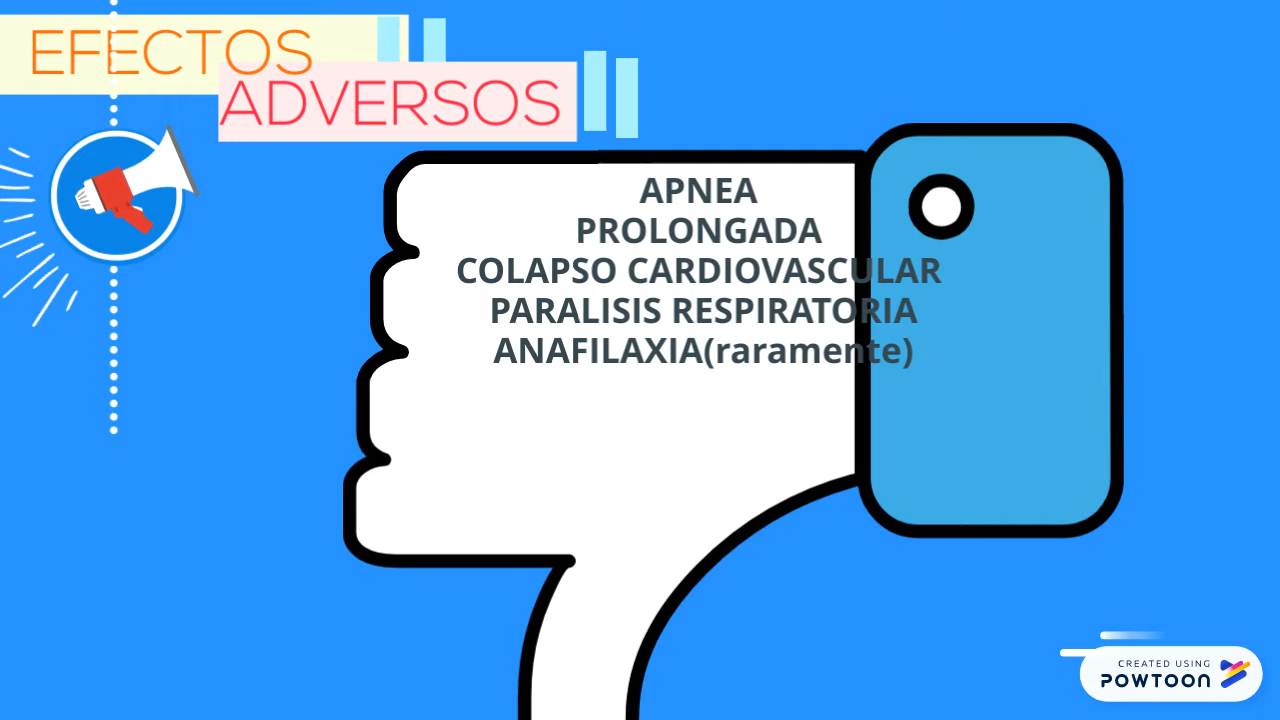 EFECTOS
ADVERSOS
APNEA
PROLONGADA
COLAPSO CARDIOVASCULAR
PARALISIS RESPIRATORIA
ANAFILAXIA(raramente)
CREATED USING
POWTOON